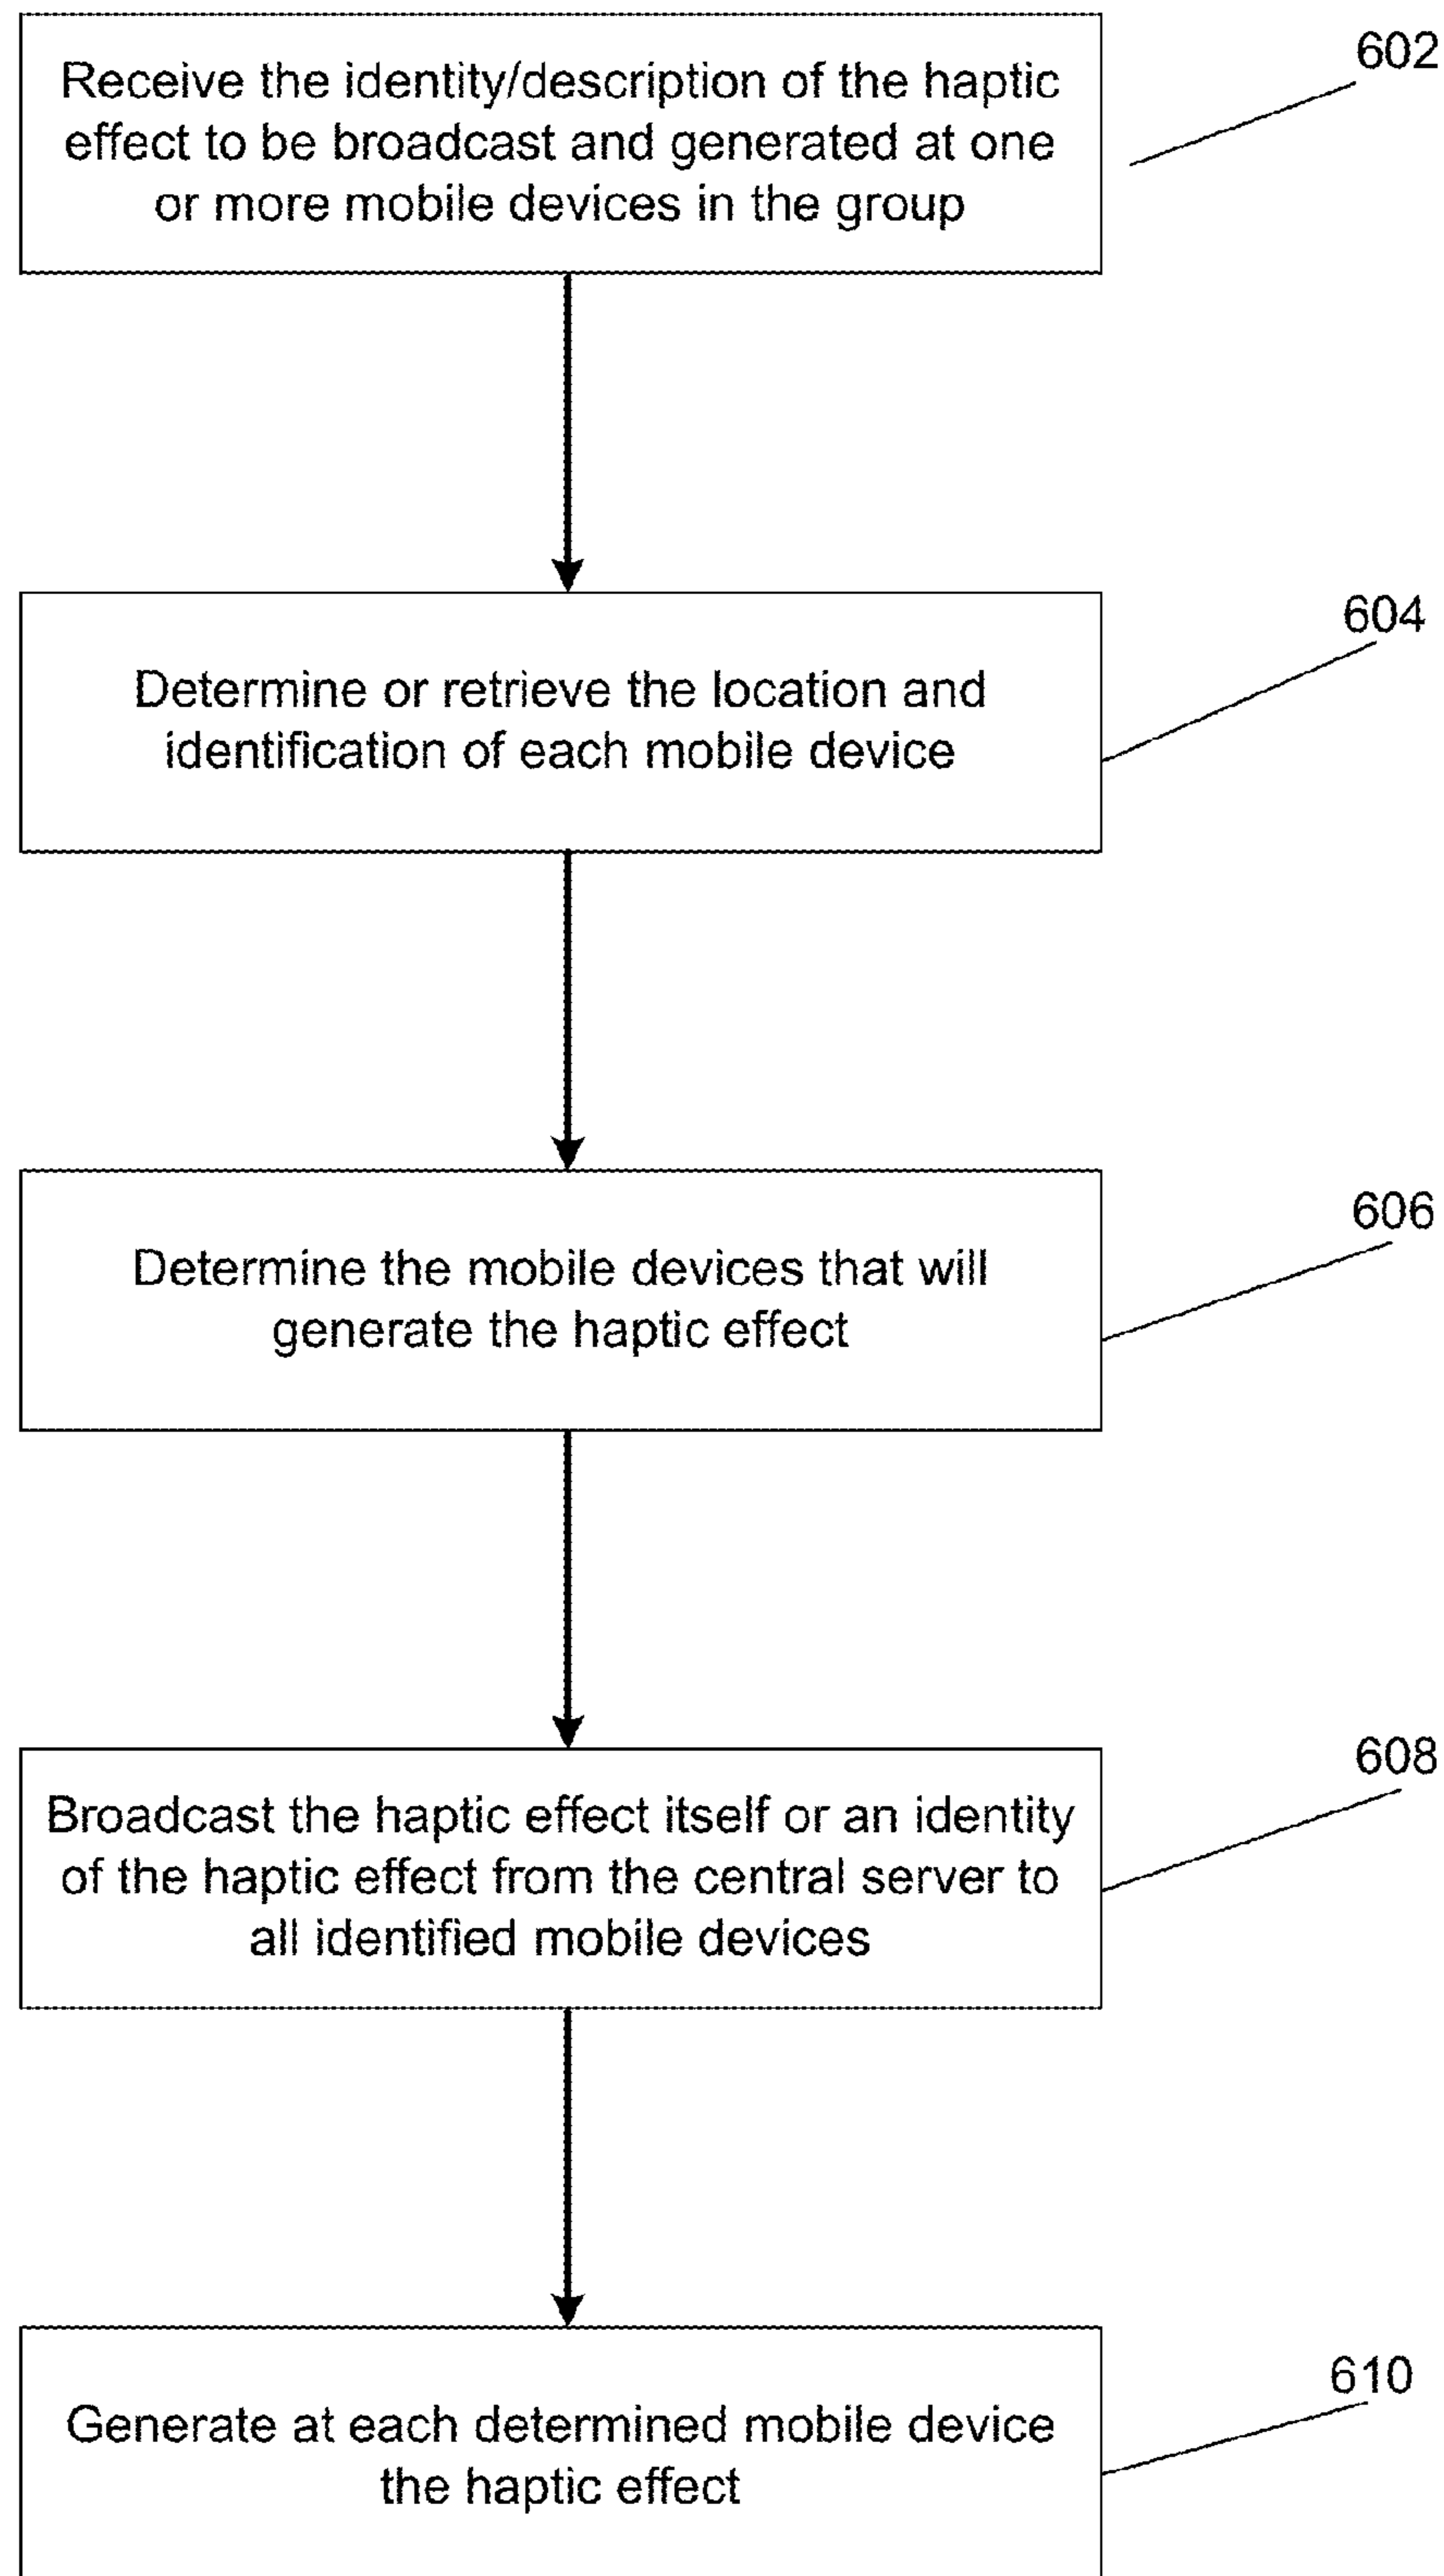 Receive the identity/description of the haptic
effect to be broadcast and generated at one
or more mobile devices in the group
602
Determine or retrieve the location and
identification of each mobile device
604
Determine the mobile devices that will
generate the haptic effect
606
Broadcast the haptic effect itself or an identity
of the haptic effect from the central server to
all identified mobile devices
608
Generate at each determined mobile device
the haptic effect
610